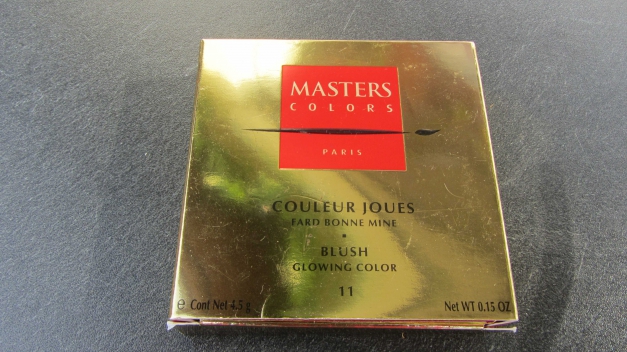 MASTERS
COLORS
PARIS
COULEUR JOUES
FARD BONNE MINE
•
BLUSH
GLOWING COLOR
11
℮ Cont Net 4.5 g
Net WT 0.15 OZ